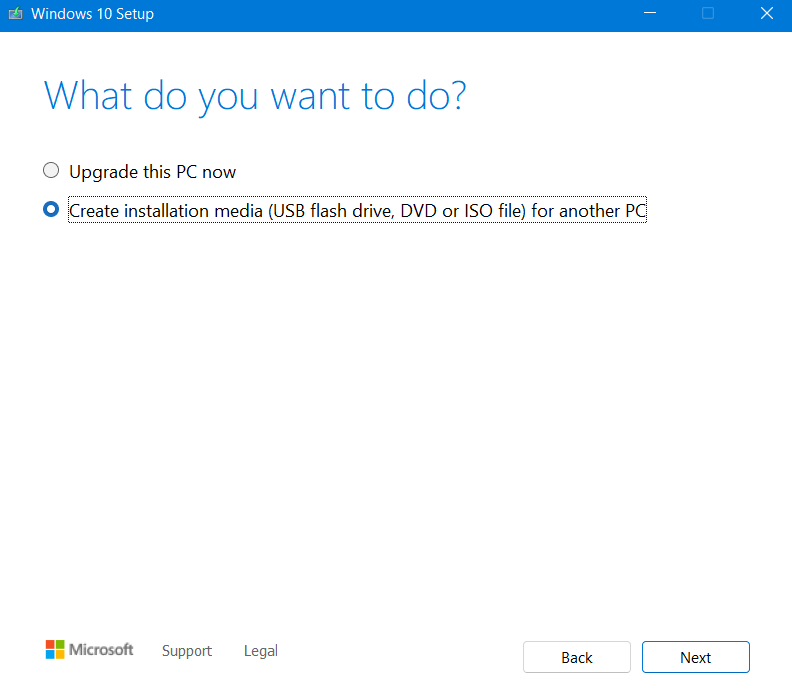 Windows 10 Setup
What do you want to do?
Upgrade this PC now
Create installation media (USB flash drive, DVD or ISO file) for another PC
Microsoft Support Legal
Back Next